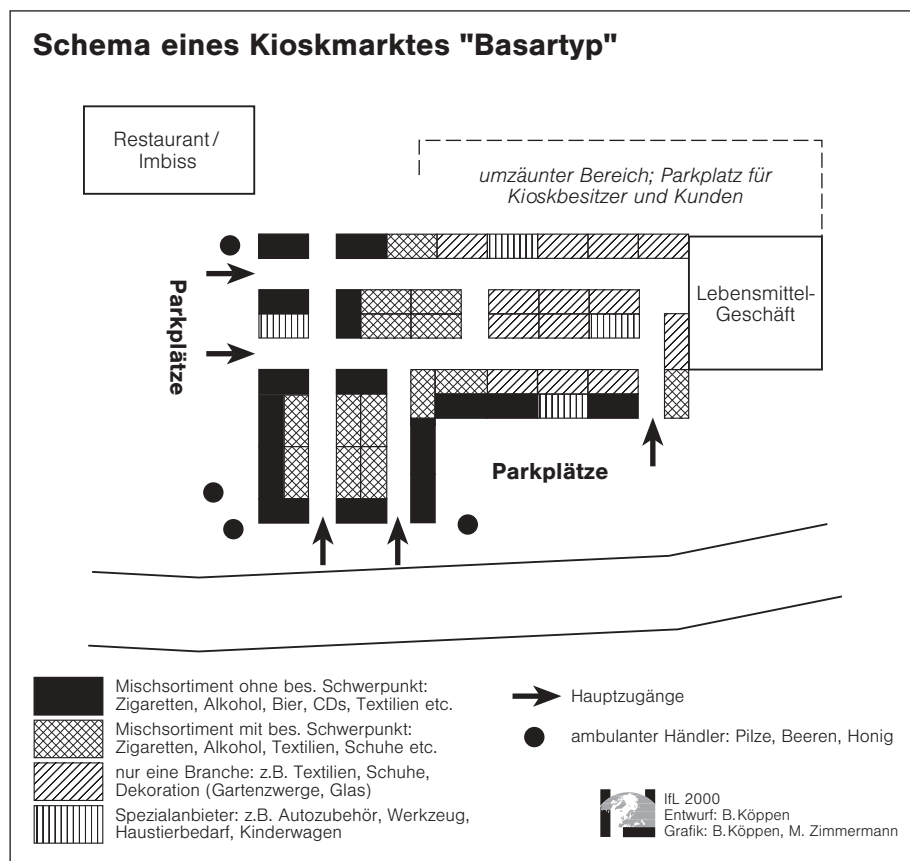 Schema eines Kioskmarktes "Basartyp"
Restaurant/
Imbiss
umzäunter Bereich; Parkplatz für
Kioskbesitzer und Kunden
Parkplätze
Lebensmittel-
Geschäft
Parkplätze
Mischsortiment ohne bes. Schwerpunkt:
Zigaretten, Alkohol, Bier, CDs, Textilien etc.
Mischsortiment mit bes. Schwerpunkt:
Zigaretten, Alkohol, Textilien, Schuhe etc.
nur eine Branche: z.B. Textilien, Schuhe,
Dekoration (Gartenzwerge, Glas)
Spezialanbieter: z.B. Autozubehör, Werkzeug,
Haustierbedarf, Kinderwagen
Hauptzugänge
ambulanter Händler: Pilze, Beeren, Honig
IfL 2000
Entwurf: B.Köppen
Grafik: B.Köppen, M. Zimmermann